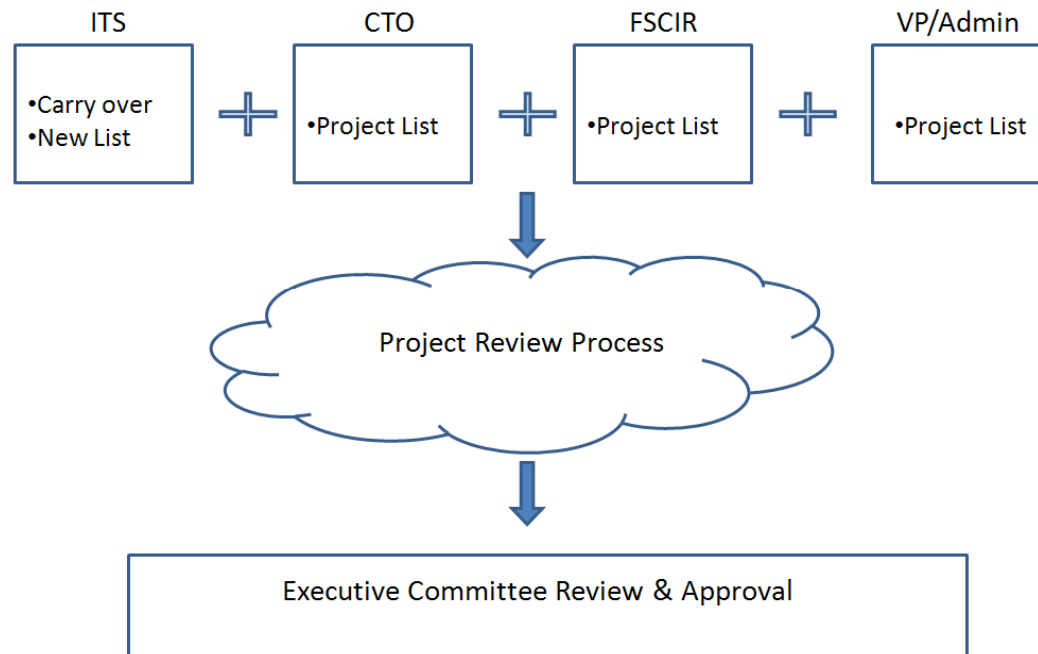 ITS
CTO
FSCIR
VP/Admin
•Carry over
•New List
•Project List
•Project List
•Project List
Project Review Process
Executive Committee Review & Approval